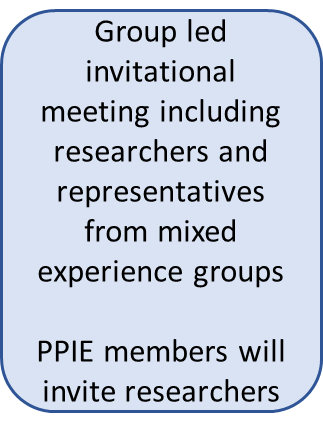 Group led
invitational
meeting including
researchers and
representatives
from mixed
experience groups
PPIE members will
invite researchers